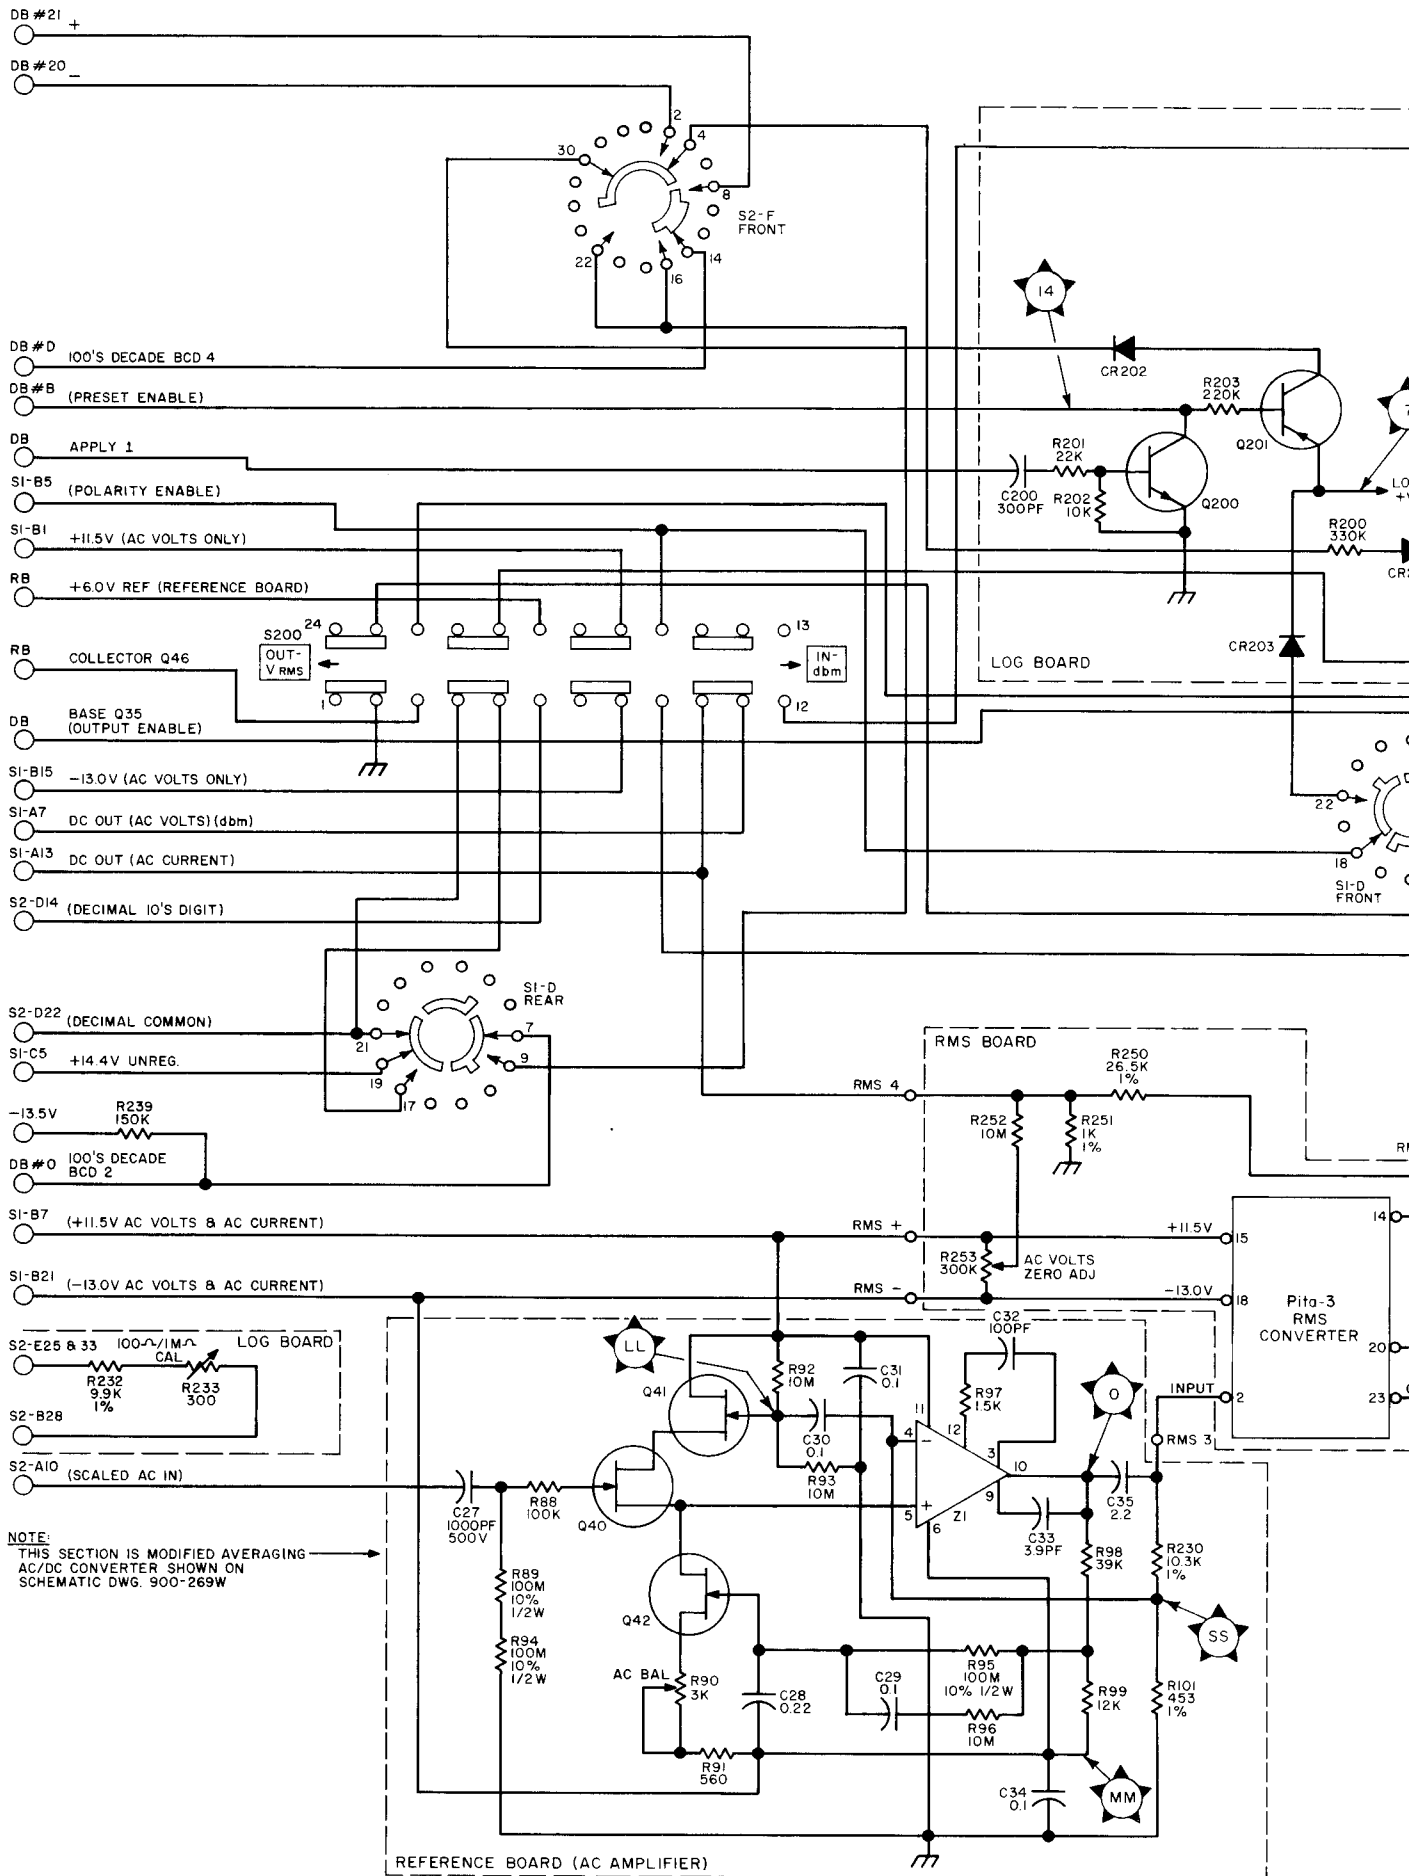 DB #21 +
DB #20 −
2
4
30
8
S2-F
FRONT
22
16
14
14
DB #D
100'S DECADE BCD 4
CR202
DB #B
(PRESET ENABLE)
R203
220K
Q201
DB
APPLY 1
R201
22K
C200
300PF
R202
10K
Q200
S1-B5
(POLARITY ENABLE)
R200
330K
S1-B1
+11.5V (AC VOLTS ONLY)
RB
+6.0V REF (REFERENCE BOARD)
S200
24
13
OUT-
V RMS
IN-
dbm
CR203
LOG BOARD
RB
COLLECTOR Q46
1
12
DB
BASE Q35
(OUTPUT ENABLE)
S1-B15
−13.0V (AC VOLTS ONLY)
22
S1-A7
DC OUT (AC VOLTS) (dbm)
S1-A13
DC OUT (AC CURRENT)
18
S1-D
FRONT
S2-D14
(DECIMAL 10'S DIGIT)
S1-D
REAR
S2-D22
(DECIMAL COMMON)
21
7
S1-C5
+14.4V UNREG.
19
9
17
RMS BOARD
R250
26.5K
1%
RMS 4
R252
10M
R251
1K
1%
−13.5V
R239
150K
DB #O
100'S DECADE
BCD 2
S1-B7
(+11.5V AC VOLTS & AC CURRENT)
RMS +
+11.5V
15
14
R253
300K
AC VOLTS
ZERO ADJ
S1-B21
(−13.0V AC VOLTS & AC CURRENT)
RMS −
−13.0V
18
Pita-3
RMS
CONVERTER
20
23
INPUT
2
RMS 3
S2-E25 & 33
100Ω/1MΩ
CAL
LOG BOARD
R232
9.9K
1%
R233
300
S2-B28
S2-A10
(SCALED AC IN)
LL
Q41
R92
10M
C31
0.1
C32
100PF
R97
1.5K
O
11
12
4
−
3
10
9
+
5
6
Z1
C30
0.1
R93
10M
C27
1000PF
500V
R88
100K
Q40
C33
3.9PF
C35
2.2
R98
39K
R230
10.3K
1%
NOTE:
THIS SECTION IS MODIFIED AVERAGING
AC/DC CONVERTER SHOWN ON
SCHEMATIC DWG. 900-269W
R89
100M
10%
1/2W
Q42
SS
R94
100M
10%
1/2W
AC BAL
R90
3K
C28
0.22
C29
0.1
R95
100M
10% 1/2W
R96
10M
R99
12K
R101
453
1%
R91
560
C34
0.1
MM
REFERENCE BOARD (AC AMPLIFIER)